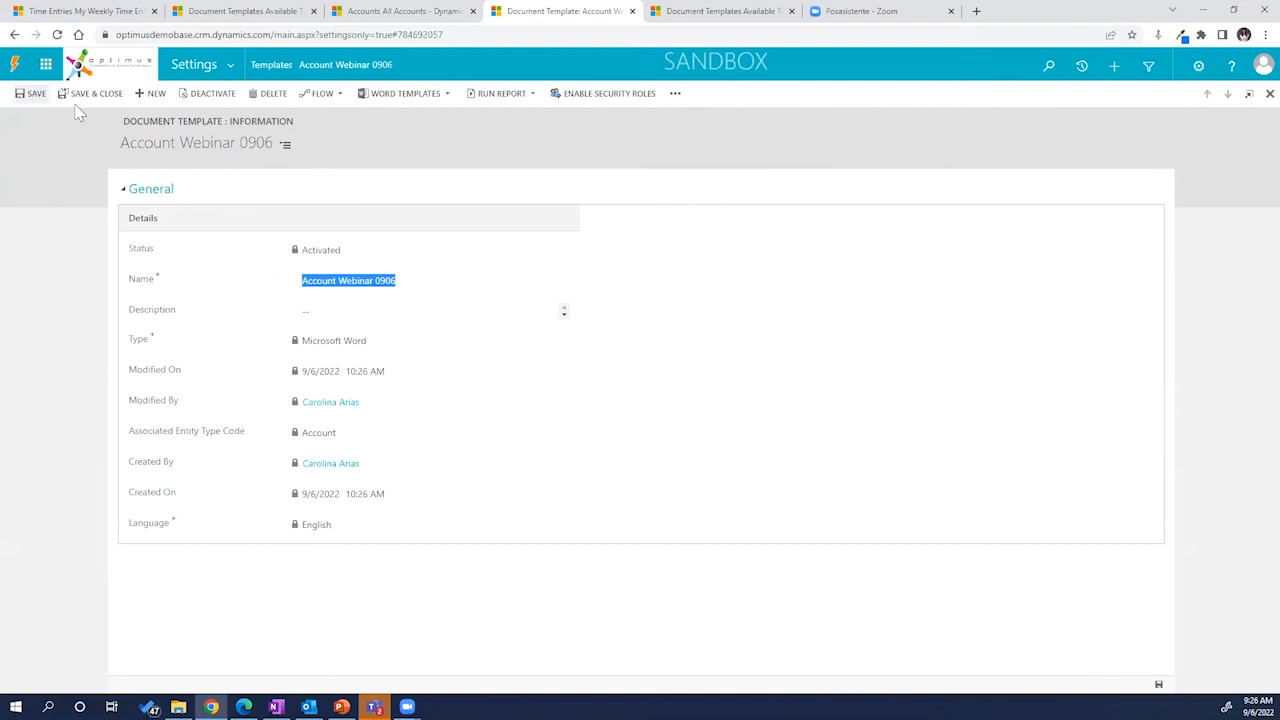 Time Entries My Weekly Time Ent
Document Templates Available T
Accounts All Accounts - Dynamic
Document Template: Account We
Document Templates Available T
Posasistente - Zoom
optimusdemobase.crm.dynamics.com/main.aspx?settingsonly=true#784692057
optimus
Settings
Templates Account Webinar 0906
SANDBOX
SAVE
SAVE & CLOSE
NEW
DEACTIVATE
DELETE
FLOW
WORD TEMPLATES
RUN REPORT
ENABLE SECURITY ROLES
DOCUMENT TEMPLATE : INFORMATION
Account Webinar 0906
General
Details
Status Activated
Name * Account Webinar 0906
Description --
Type * Microsoft Word
Modified On 9/6/2022 10:26 AM
Modified By Carolina Arias
Associated Entity Type Code Account
Created By Carolina Arias
Created On 9/6/2022 10:26 AM
Language * English
47
9:26 AM
9/6/2022